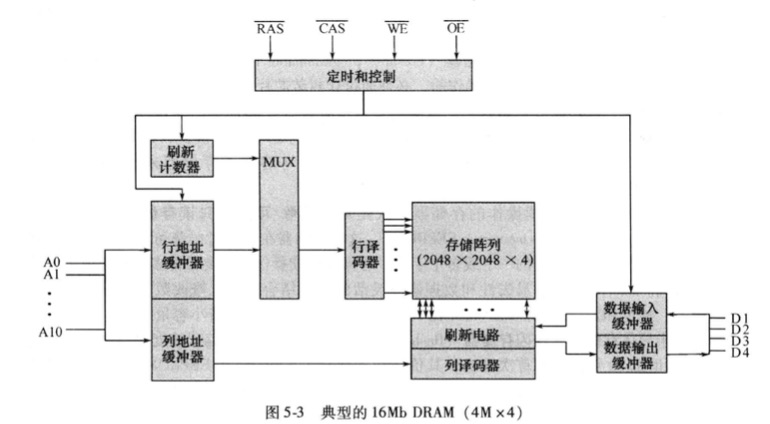 RAS CAS WE OE
定时和控制
刷新
计数器
MUX
行地址
缓冲器
行译
码器
存储阵列
(2048 × 2048 × 4)
A0
A1
A10
列地址
缓冲器
刷新电路
列译码器
数据输入
缓冲器
数据输出
缓冲器
D1
D2
D3
D4
图 5-3 典型的 16Mb DRAM (4M ×4)